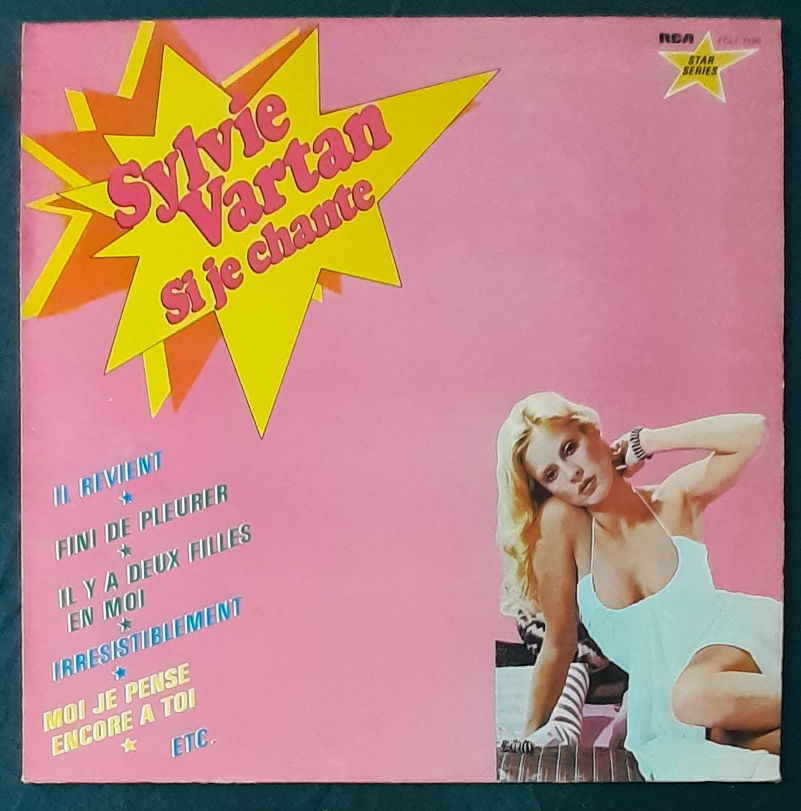 Sylvie
Vartan
Si je chante
RCA
STAR
SERIES
IL REVIENT
FINI DE PLEURER
IL Y A DEUX FILLES
EN MOI
IRRESISTIBLEMENT
MOI JE PENSE
ENCORE A TOI
ETC.